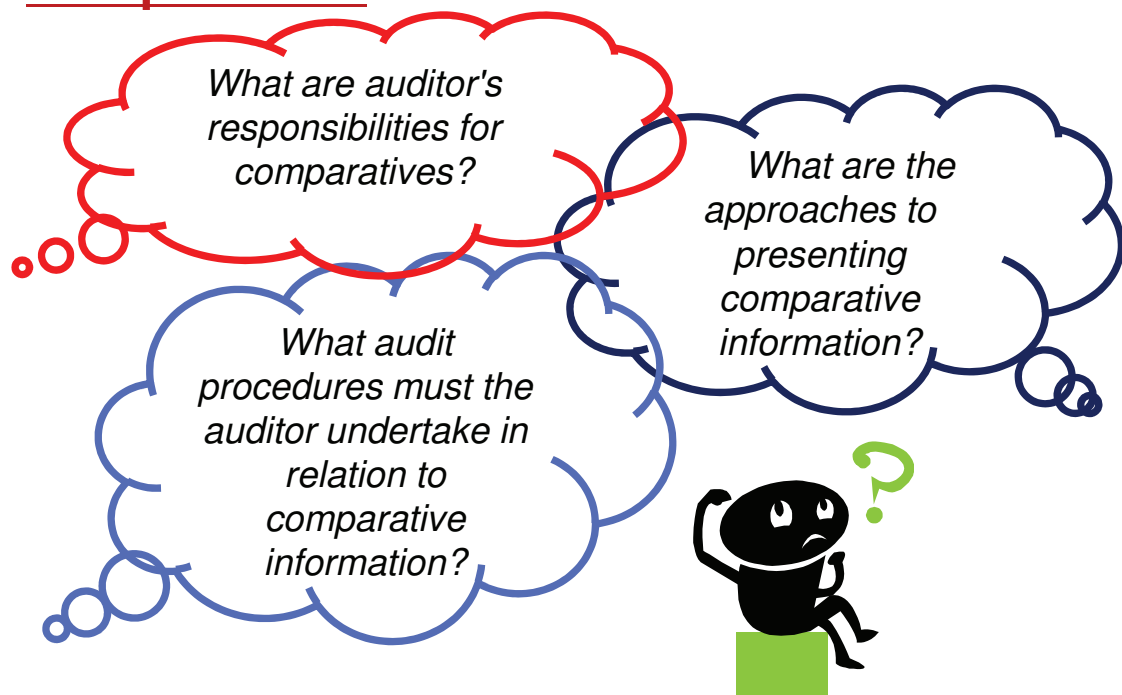 What are auditor's
responsibilities for
comparatives?
What are the
approaches to
presenting
comparative
information?
What audit
procedures must the
auditor undertake in
relation to
comparative
information?
?